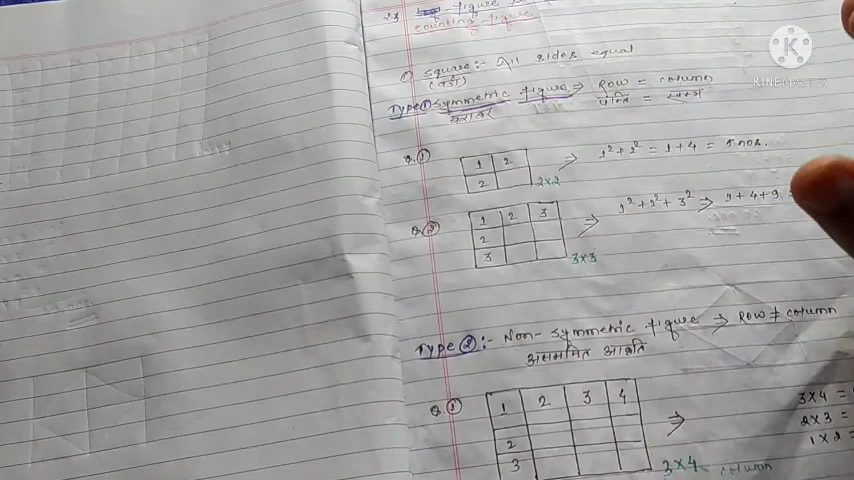 figure
counting figure
① square:- All sides equal
(वर्ग)
Type① Symmetric figure ⇒ Row = column
पंक्ति = स्तम्भ
Q.① 1 2 ⇒ 1²+2² = 1+4 = 5 nos.
2
2×2
Q.② 1 2 3 ⇒ 1²+2²+3² ⇒ 1+4+9 =
2
3
3×3
Type②:- Non-symmetric figure → Row ≠ column
असममित आकृति
Q.① 1 2 3 4 ⇒ 3×4 =
2 2×3 =
3 1×2 =
3×4 column
KINEMASTER